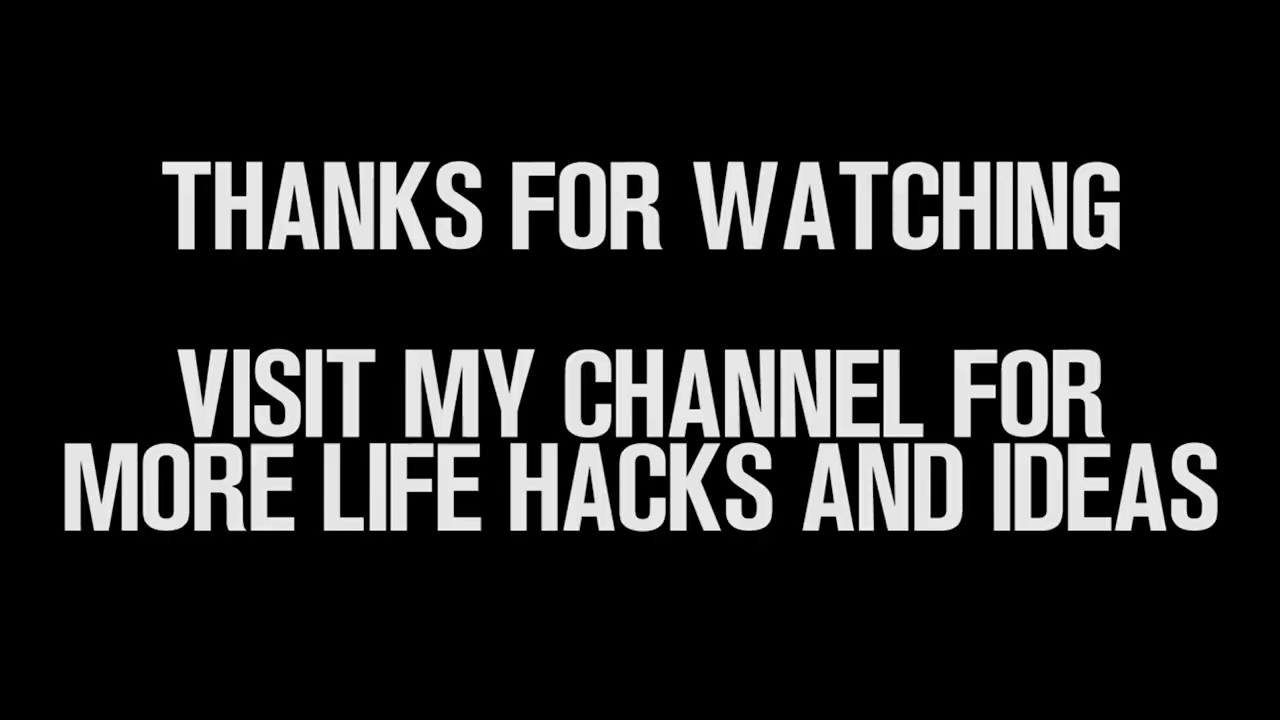 THANKS FOR WATCHING
VISIT MY CHANNEL FOR
MORE LIFE HACKS AND IDEAS